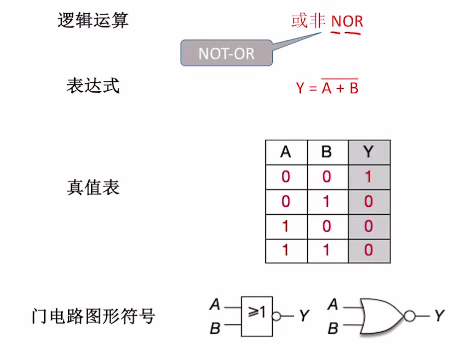 逻辑运算 或非 NOR
NOT-OR
表达式 Y = A + B
真值表
A B Y
0 0 1
0 1 0
1 0 0
1 1 0
门电路图形符号
A B ≥1 Y
A B Y